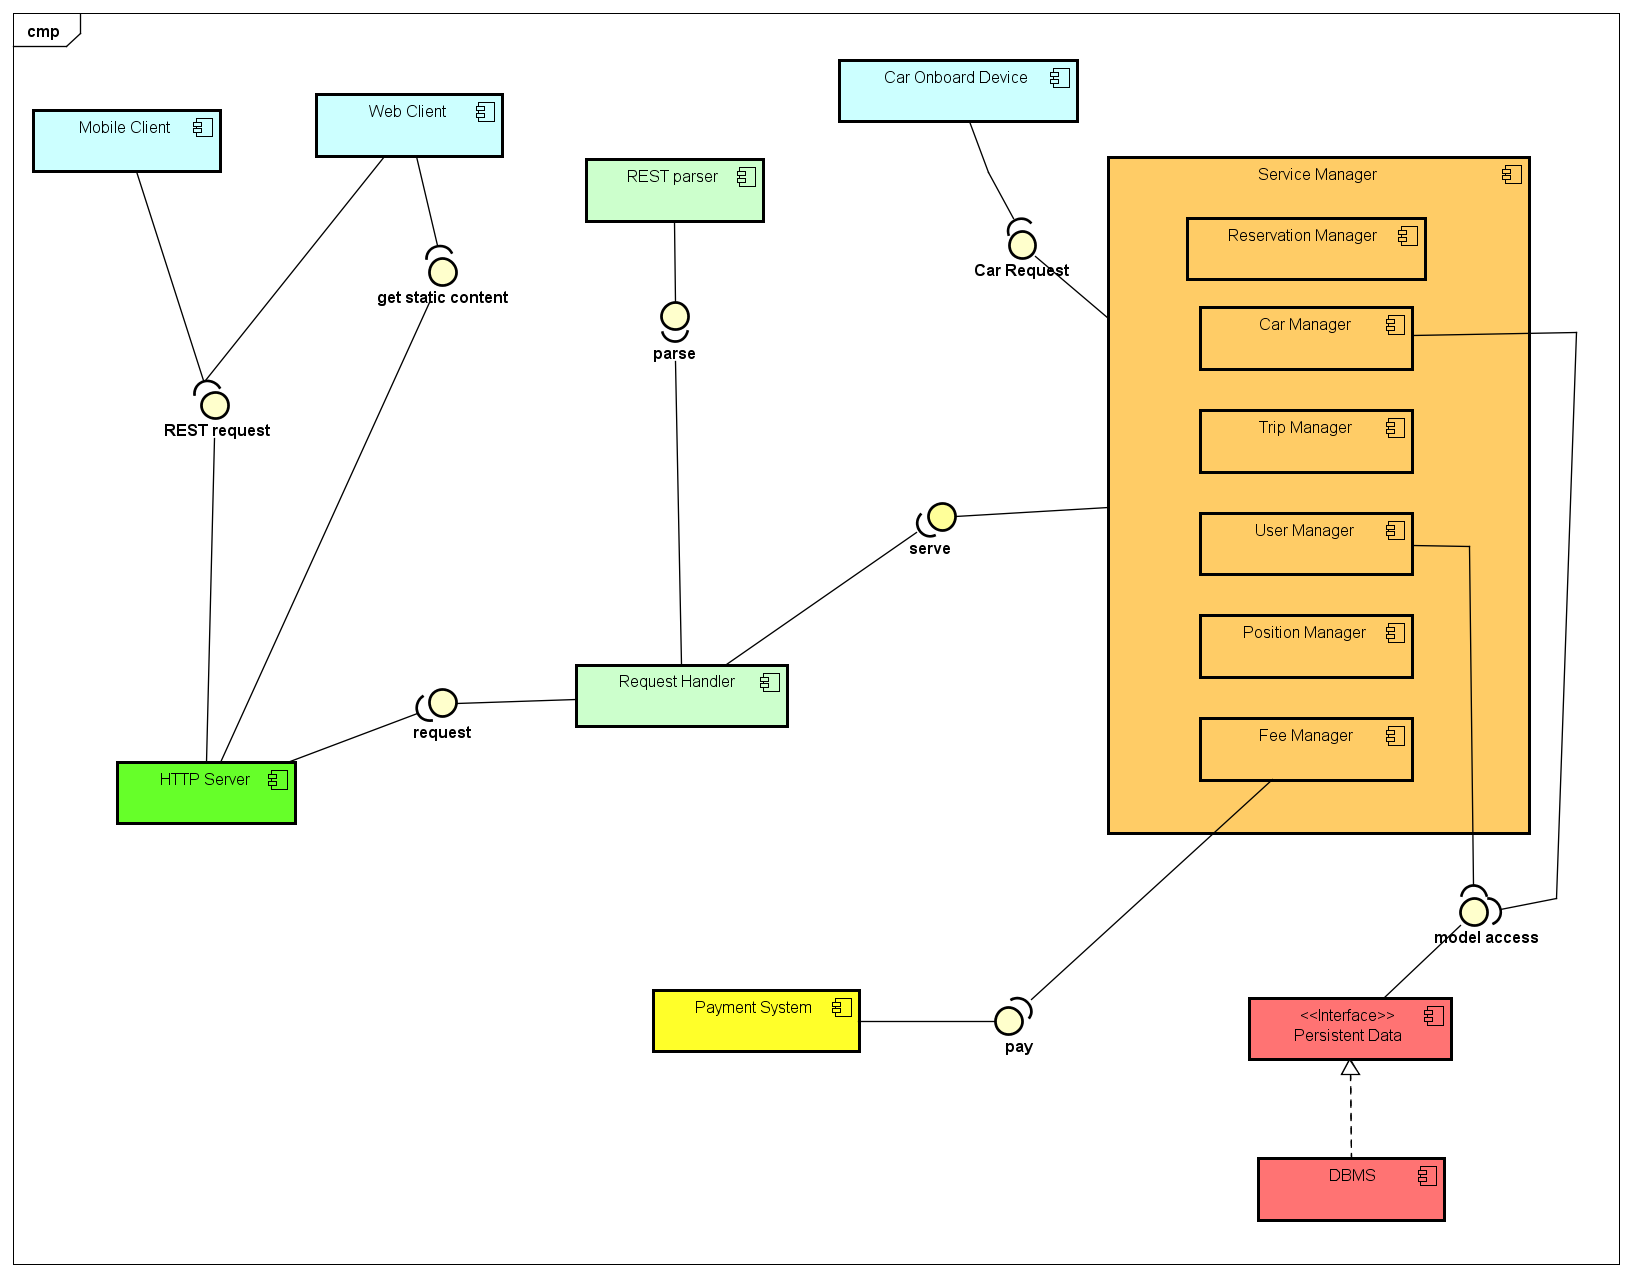 cmp
Car Onboard Device
Web Client
Mobile Client
REST parser
Service Manager
Reservation Manager
Car Request
get static content
Car Manager
parse
REST request
Trip Manager
User Manager
serve
Position Manager
Request Handler
request
Fee Manager
HTTP Server
model access
Payment System
pay
<<Interface>>
Persistent Data
DBMS